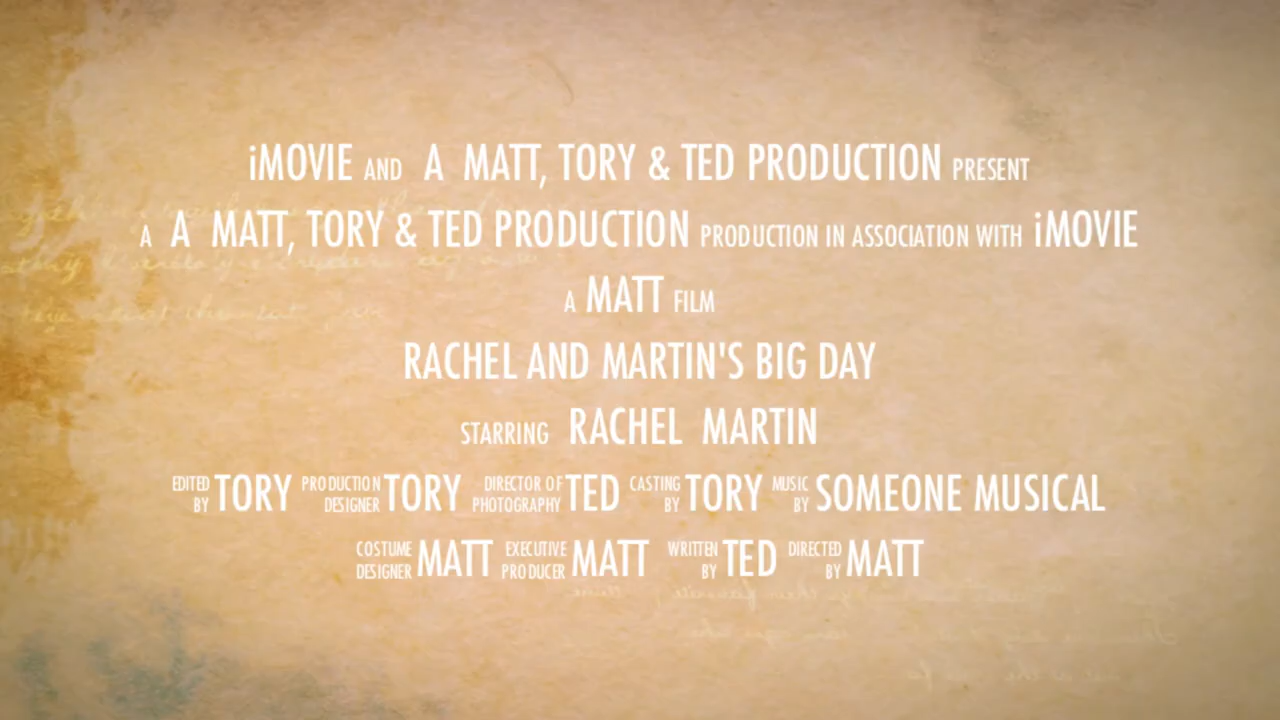 iMOVIE AND A MATT, TORY & TED PRODUCTION PRESENT
A A MATT, TORY & TED PRODUCTION PRODUCTION IN ASSOCIATION WITH iMOVIE
A MATT FILM
RACHEL AND MARTIN'S BIG DAY
STARRING RACHEL MARTIN
EDITED BY TORY PRODUCTION DESIGNER TORY DIRECTOR OF PHOTOGRAPHY TED CASTING BY TORY MUSIC BY SOMEONE MUSICAL
COSTUME DESIGNER MATT EXECUTIVE PRODUCER MATT WRITTEN BY TED DIRECTED BY MATT